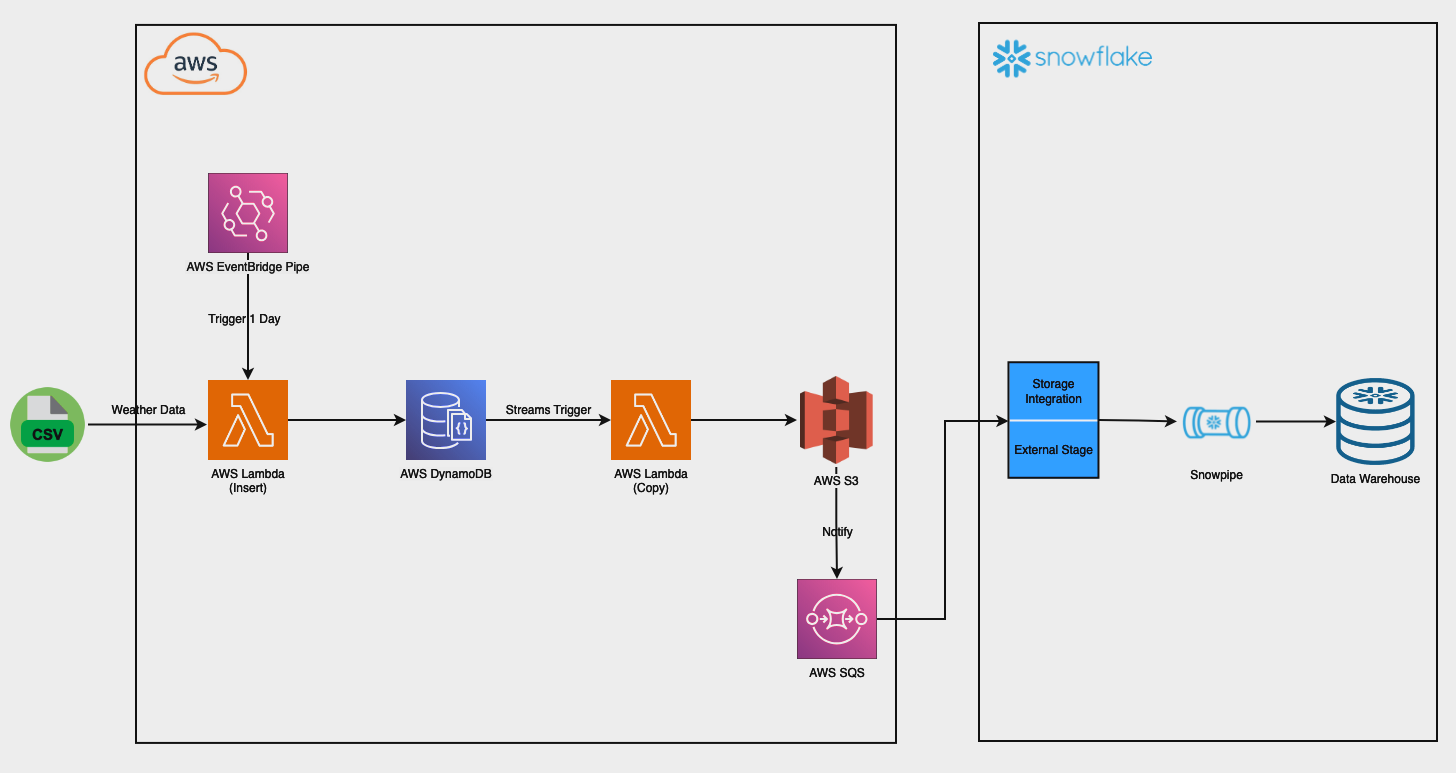 aws
snowflake
AWS EventBridge Pipe
Trigger 1 Day
CSV
Weather Data
AWS Lambda
(Insert)
AWS DynamoDB
Streams Trigger
AWS Lambda
(Copy)
AWS S3
Notify
AWS SQS
Storage
Integration
External Stage
Snowpipe
Data Warehouse